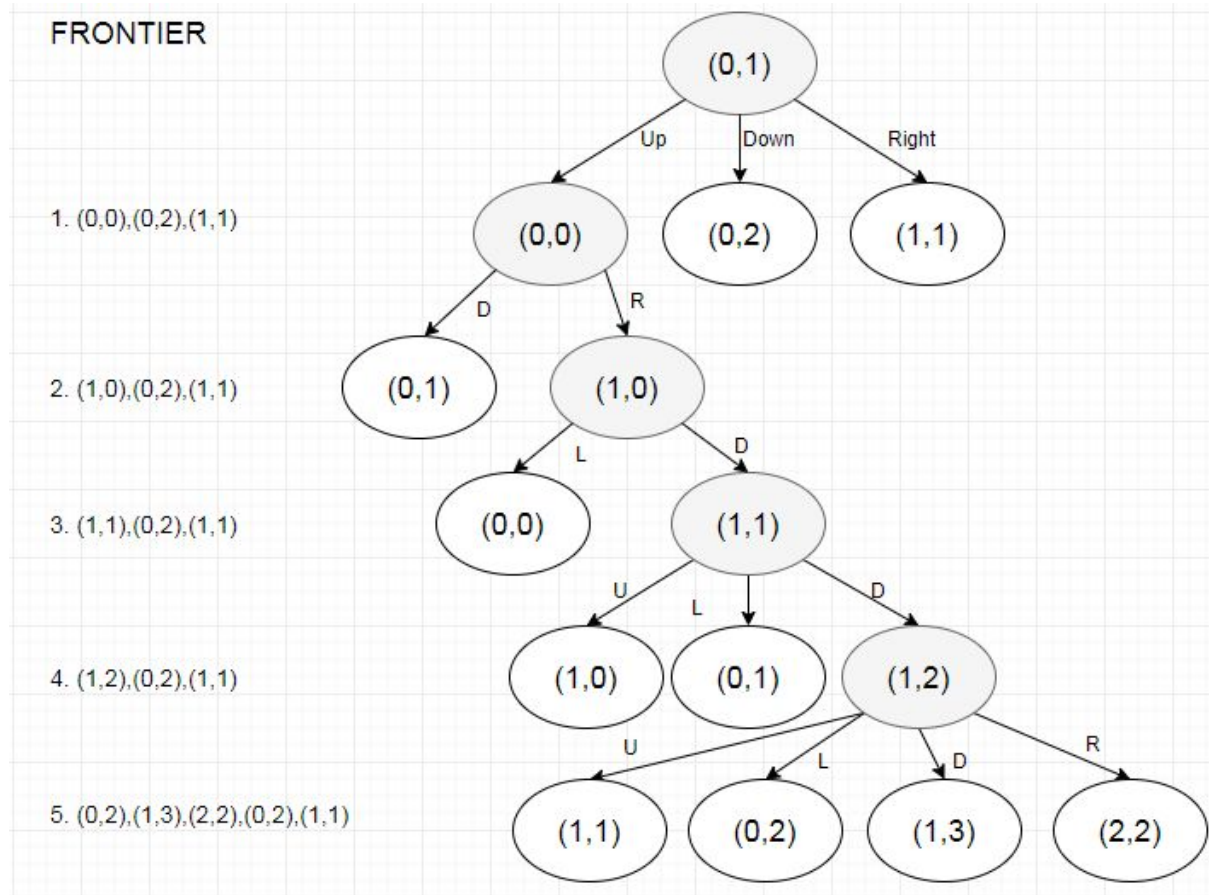 FRONTIER
(0,1)
Up Down Right
1. (0,0),(0,2),(1,1)
(0,0) (0,2) (1,1)
D R
2. (1,0),(0,2),(1,1)
(0,1) (1,0)
L D
3. (1,1),(0,2),(1,1)
(0,0) (1,1)
U L D
4. (1,2),(0,2),(1,1)
(1,0) (0,1) (1,2)
U L D R
5. (0,2),(1,3),(2,2),(0,2),(1,1)
(1,1) (0,2) (1,3) (2,2)